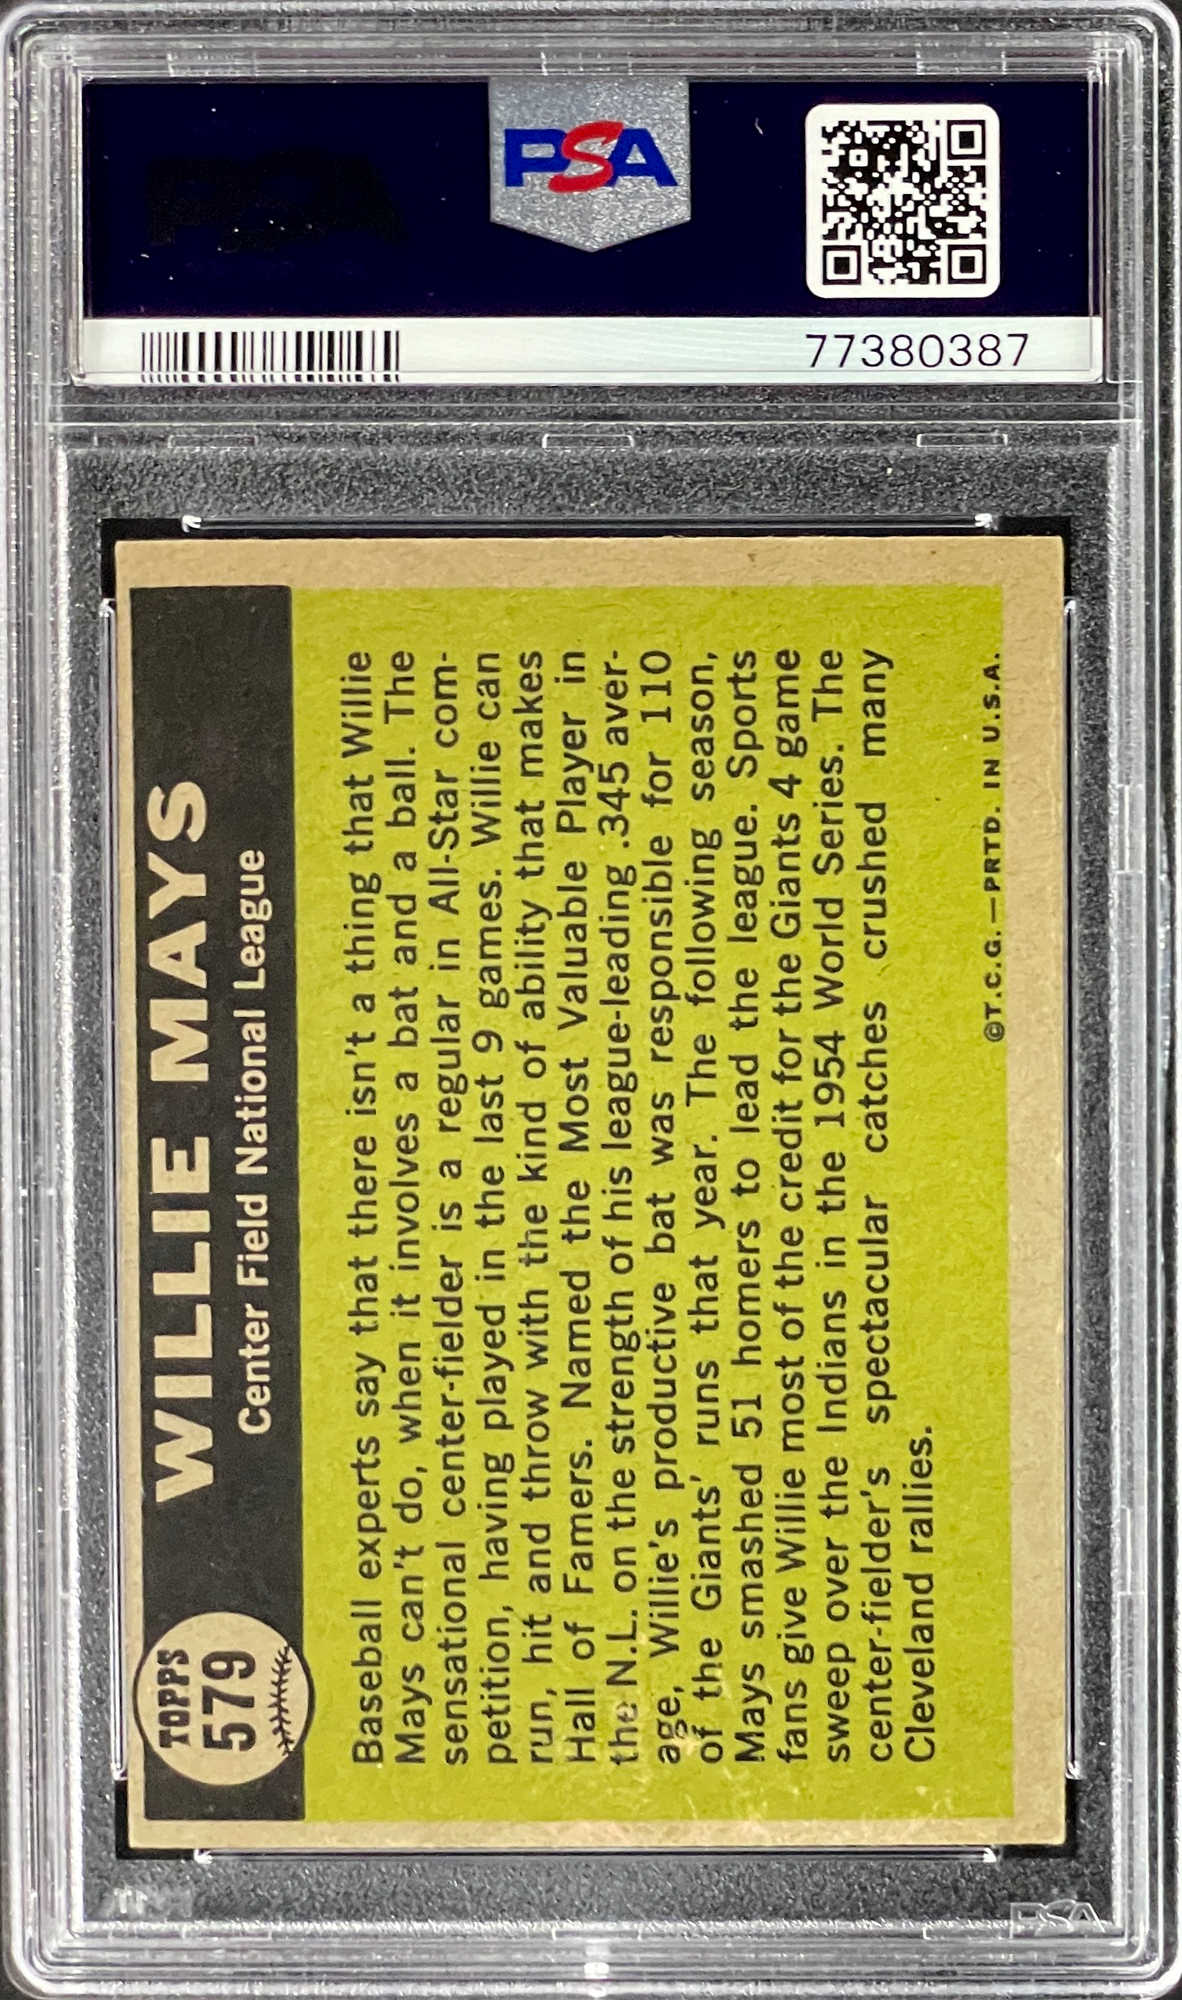 PSA
77380387
TOPPS
579
WILLIE MAYS
Center Field National League
Baseball experts say that there isn't a thing that Willie
Mays can't do, when it involves a bat and a ball. The
sensational center-fielder is a regular in All-Star com-
petition, having played in the last 9 games. Willie can
run, hit and throw with the kind of ability that makes
Hall of Famers. Named the Most Valuable Player in
the N.L. on the strength of his league-leading .345 aver-
age, Willie's productive bat was responsible for 110
of the Giants' runs that year. The following season,
Mays smashed 51 homers to lead the league. Sports
fans give Willie most of the credit for the Giants 4 game
sweep over the Indians in the 1954 World Series. The
center-fielder's spectacular catches crushed many
Cleveland rallies.
©T.C.G.—PRTD. IN U.S.A.
PSA